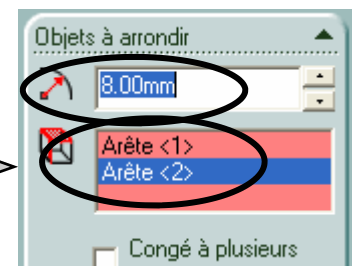 Objets à arrondir
8.00mm
Arête <1>
Arête <2>
Congé à plusieurs